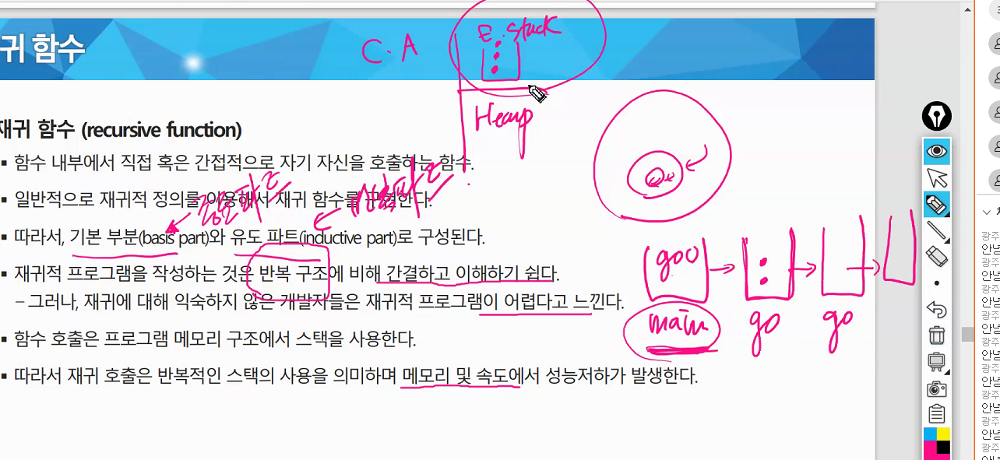 귀 함수
C.A
E.Stack
Heap
재귀 함수 (recursive function)
▪ 함수 내부에서 직접 혹은 간접적으로 자기 자신을 호출하는 함수.
▪ 일반적으로 재귀적 정의를 이용해서 재귀 함수를 구현한다.
종료파트
▪ 따라서, 기본 부분(basis part)와 유도 파트(inductive part)로 구성된다.
▪ 재귀적 프로그램을 작성하는 것은 반복 구조에 비해 간결하고 이해하기 쉽다.
– 그러나, 재귀에 대해 익숙하지 않은 개발자들은 재귀적 프로그램이 어렵다고 느낀다.
goo
main
go
go
▪ 함수 호출은 프로그램 메모리 구조에서 스택을 사용한다.
▪ 따라서 재귀 호출은 반복적인 스택의 사용을 의미하며 메모리 및 속도에서 성능저하가 발생한다.
광주
안녕
광주
안녕
광주
안녕
광주
안녕
광주
안녕
광주
안녕
광주
안녕
광주
안녕
광주